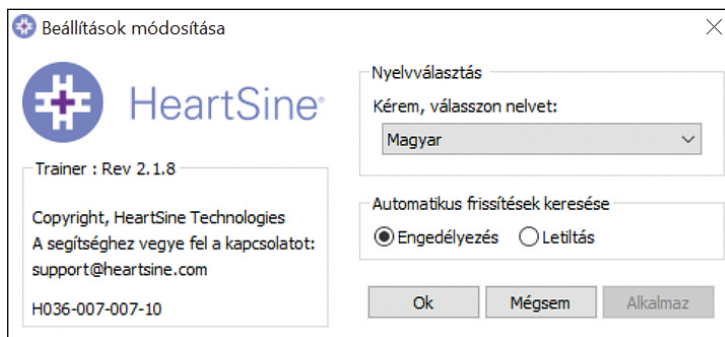 Beállítások módosítása
HeartSine®
Trainer : Rev 2.1.8
Copyright, HeartSine Technologies
A segítséghez vegye fel a kapcsolatot:
support@heartsine.com
H036-007-007-10
Nyelvválasztás
Kérem, válasszon nelvet:
Magyar
Automatikus frissítések keresése
Engedélyezés Letiltás
Ok Mégsem Alkalmaz